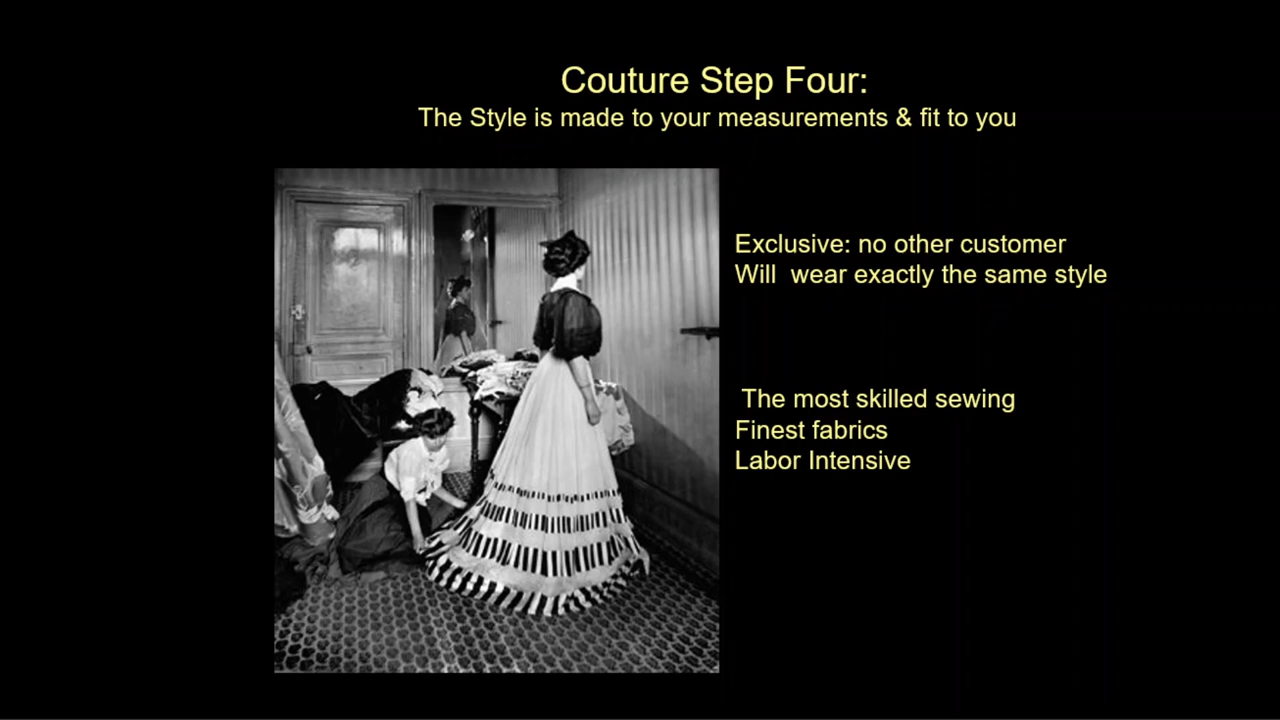 Couture Step Four:
The Style is made to your measurements & fit to you
Exclusive: no other customer
Will  wear exactly the same style
The most skilled sewing
Finest fabrics
Labor Intensive